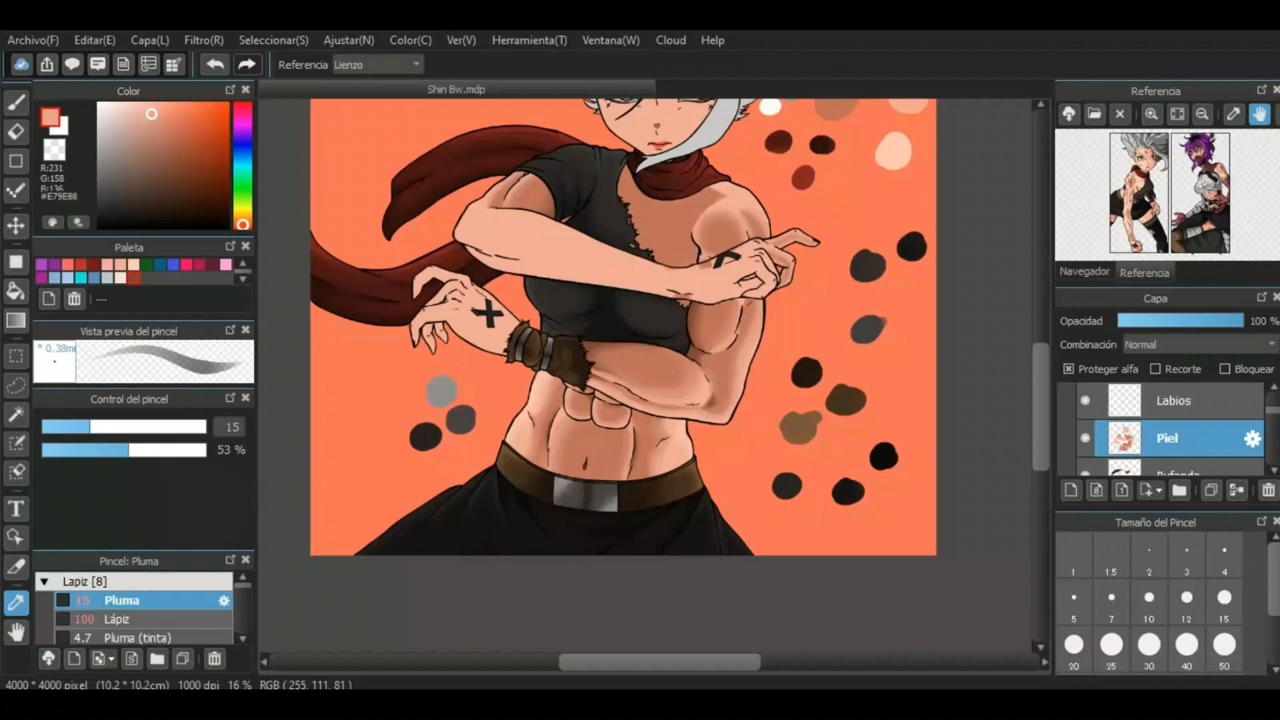 Archivo(F) Editar(E) Capa(L) Filtro(R) Seleccionar(S) Ajustar(N) Color(C) Ver(V) Herramienta(T) Ventana(W) Cloud Help
Referencia Lienzo
Color
Shin Bw.mdp
Referencia
R:231
G:158
B:136
#E79E88
Paleta
---
Navegador Referencia
Capa
Opacidad 100 %
Vista previa del pincel
Combinación Normal
* 0.38m
Proteger alfa Recorte Bloquear
Control del pincel
Labios
15
Piel
53 %
T
Tamaño del Pincel
Pincel: Pluma
1 1.5 2 3 4
Lapiz [8]
15 Pluma
100 Lápiz
5 7 10 12 15
4.7 Pluma (tinta)
20 25 30 40 50
4000 * 4000 pixel (10.2 * 10.2cm) 1000 dpi 16 % RGB ( 255, 111, 81 )